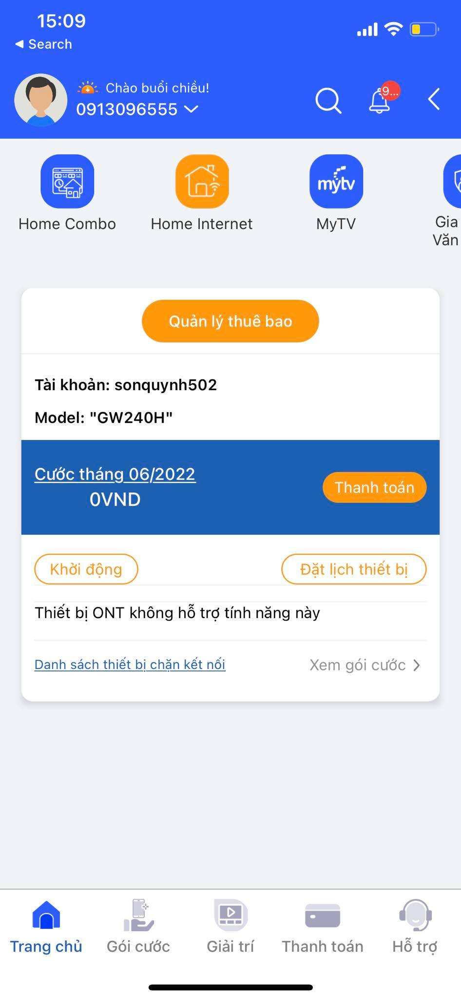 15:09
Search
Chào buổi chiều!
0913096555
9...
mytv
Home Combo
Home Internet
MyTV
Gia
Văn
Quản lý thuê bao
Tài khoản: sonquynh502
Model: "GW240H"
Cước tháng 06/2022
0VND
Thanh toán
Khởi động
Đặt lịch thiết bị
Thiết bị ONT không hỗ trợ tính năng này
Danh sách thiết bị chặn kết nối
Xem gói cước
Trang chủ
Gói cước
Giải trí
Thanh toán
Hỗ trợ